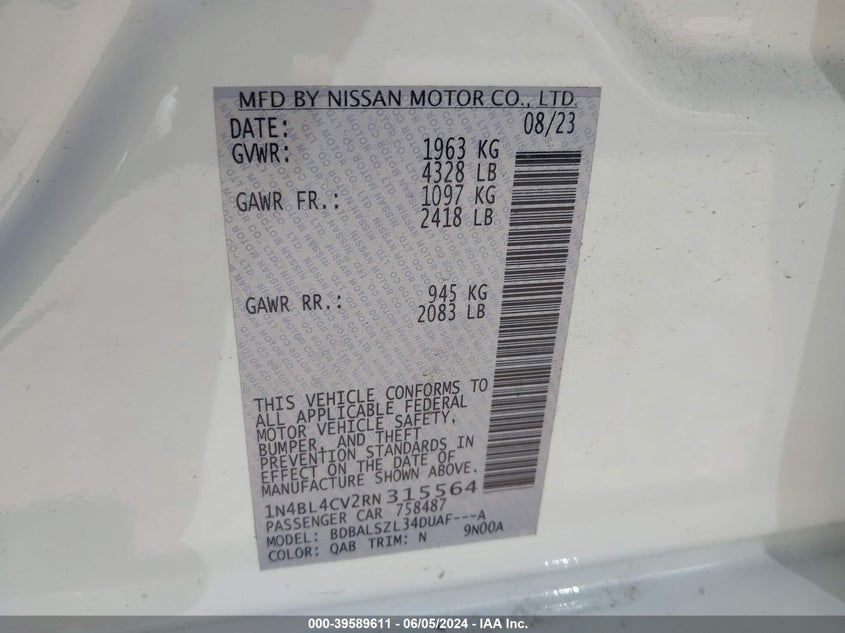 MFD BY NISSAN MOTOR CO., LTD.
DATE: 08/23
GVWR: 1963 KG
4328 LB
GAWR FR.: 1097 KG
2418 LB
GAWR RR.: 945 KG
2083 LB
THIS VEHICLE CONFORMS TO
ALL APPLICABLE FEDERAL
MOTOR VEHICLE SAFETY,
BUMPER, AND THEFT
PREVENTION STANDARDS IN
EFFECT ON THE DATE OF
MANUFACTURE SHOWN ABOVE.
1N4BL4CV2RN315564
PASSENGER CAR 758487
MODEL: BDBALSZL34DUAF---A
COLOR: QAB TRIM: N 9N00A
000-39589611 - 06/05/2024 - IAA Inc.